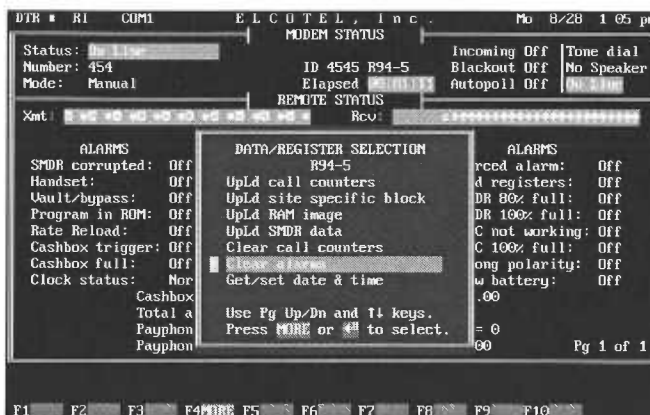 DTR # RI COM1 E L C O T E L , I n c . Mo 8/28 1 05 pm
MODEM STATUS
Status: On Line Incoming Off Tone dial
Number: 454 ID 4545 R94-5 Blackout Off No Speaker
Mode: Manual Elapsed Autopoll Off On Line
REMOTE STATUS
Xmt: Rcv:
ALARMS DATA/REGISTER SELECTION ALARMS
SMDR corrupted: Off R94-5 rced alarm: Off
Handset: Off UpLd call counters d registers: Off
Vault/bypass: Off UpLd site specific block DR 80% full: Off
Program in ROM: Off UpLd RAM image DR 100% full: Off
Rate Reload: Off UpLd SMDR data C not working: Off
Cashbox trigger: Off Clear call counters C 100% full: Off
Cashbox full: Off Clear alarms ong polarity: Off
Clock status: Nor Get/set date & time w battery: Off
Cashbox .00
Total a Use Pg Up/Dn and ↑↓ keys.
Payphon Press MORE or ↵ to select. = 0
Payphon 00 Pg 1 of 1
F1 F2 F3 F4MORE F5 F6 F7 F8 F9 F10